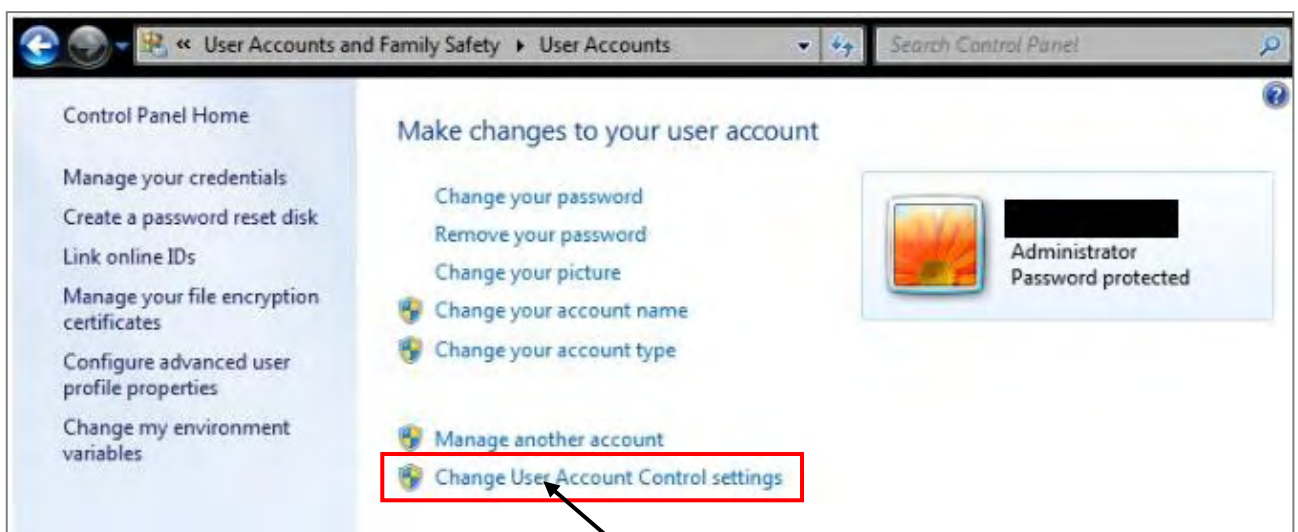 « User Accounts and Family Safety ▸ User Accounts
Search Control Panel
Control Panel Home
Manage your credentials
Create a password reset disk
Link online IDs
Manage your file encryption
certificates
Configure advanced user
profile properties
Change my environment
variables
Make changes to your user account
Change your password
Remove your password
Change your picture
Change your account name
Change your account type
Manage another account
Change User Account Control settings
Administrator
Password protected